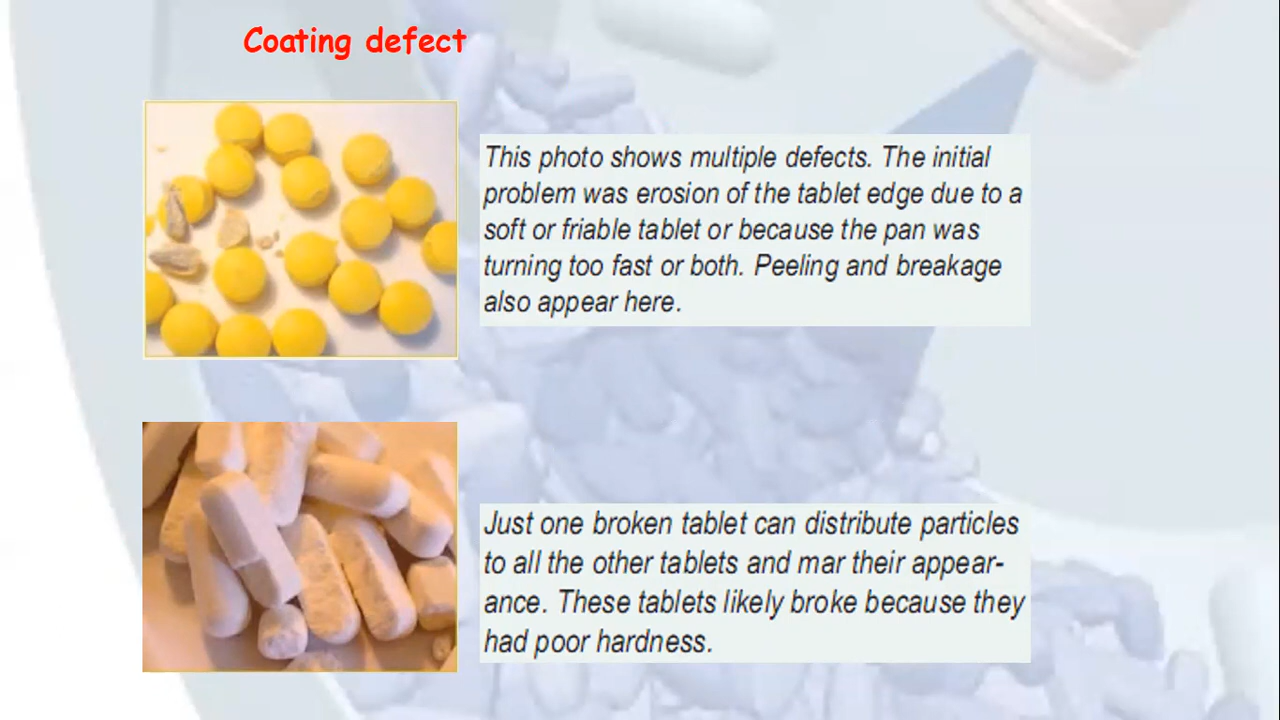 Coating defect
This photo shows multiple defects. The initial
problem was erosion of the tablet edge due to a
soft or friable tablet or because the pan was
turning too fast or both. Peeling and breakage
also appear here.
Just one broken tablet can distribute particles
to all the other tablets and mar their appear-
ance. These tablets likely broke because they
had poor hardness.